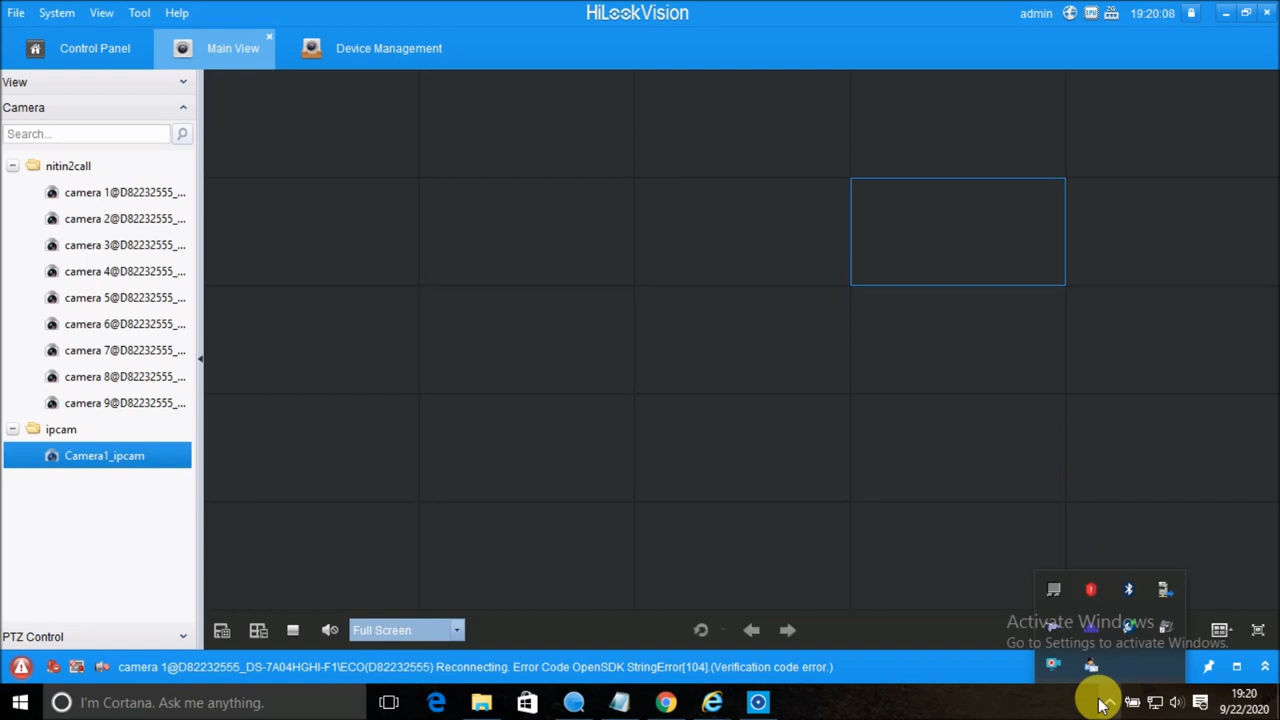 File System View Tool Help
HiLookVision
admin 19:20:08
Control Panel Main View Device Management
View
Camera
Search...
nitin2call
camera 1@D82232555_...
camera 2@D82232555_...
camera 3@D82232555_...
camera 4@D82232555_...
camera 5@D82232555_...
camera 6@D82232555_...
camera 7@D82232555_...
camera 8@D82232555_...
camera 9@D82232555_...
ipcam
Camera1_ipcam
Activate Windows
Go to Settings to activate Windows.
PTZ Control
Full Screen
camera 1@D82232555_DS-7A04HGHI-F1\ECO(D82232555) Reconnecting. Error Code OpenSDK StringError[104].(Verification code error.)
I'm Cortana. Ask me anything.
19:20
9/22/2020